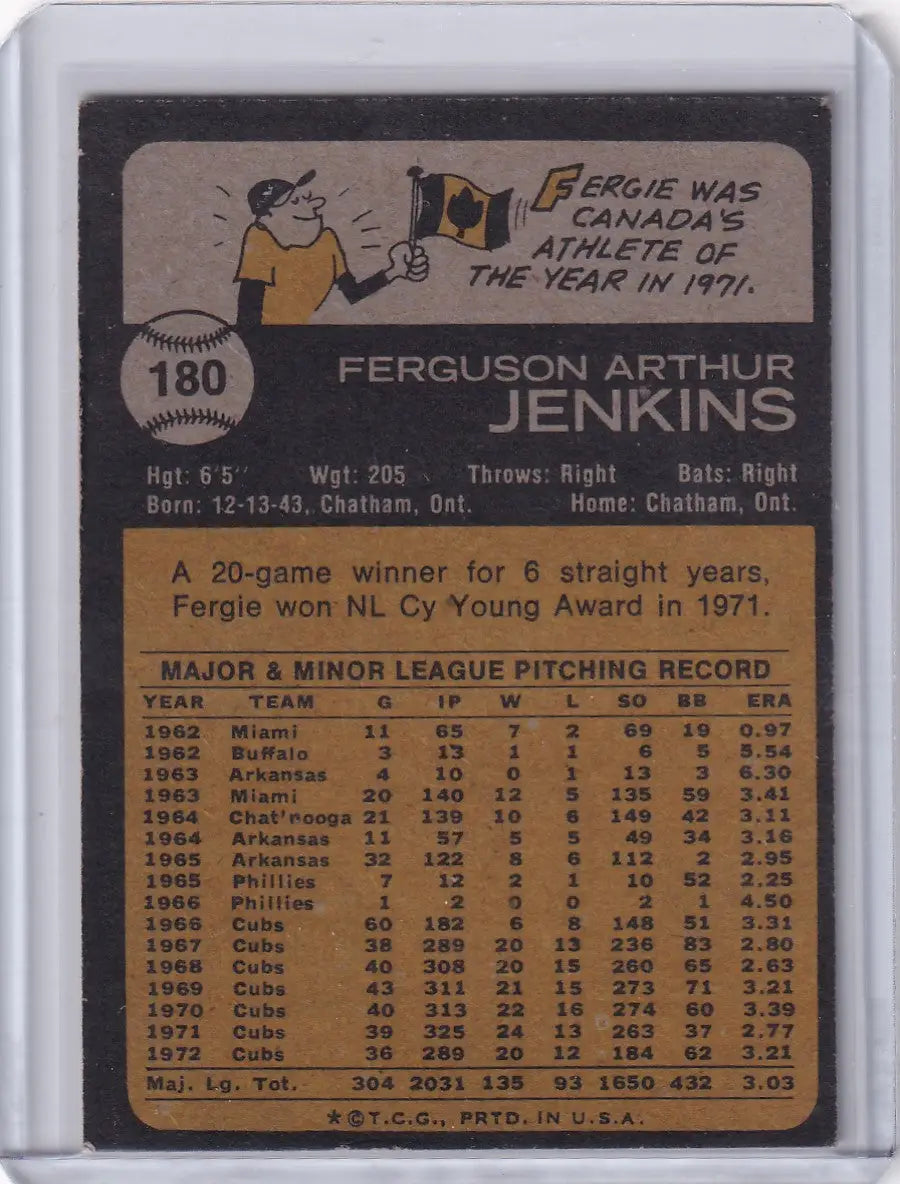 FERGIE WAS
CANADA'S
ATHLETE OF
THE YEAR IN 1971.
180
FERGUSON ARTHUR
JENKINS
Hgt: 6'5" Wgt: 205 Throws: Right Bats: Right
Born: 12-13-43, Chatham, Ont. Home: Chatham, Ont.
A 20-game winner for 6 straight years,
Fergie won NL Cy Young Award in 1971.
MAJOR & MINOR LEAGUE PITCHING RECORD
YEAR TEAM G IP W L SO BB ERA
1962 Miami 11 65 7 2 69 19 0.97
1962 Buffalo 3 13 1 1 6 5 5.54
1963 Arkansas 4 10 0 1 13 3 6.30
1963 Miami 20 140 12 5 135 59 3.41
1964 Chat'nooga 21 139 10 6 149 42 3.11
1964 Arkansas 11 57 5 5 49 34 3.16
1965 Arkansas 32 122 8 6 112 2 2.95
1965 Phillies 7 12 2 1 10 52 2.25
1966 Phillies 1 2 0 0 2 1 4.50
1966 Cubs 60 182 6 8 148 51 3.31
1967 Cubs 38 289 20 13 236 83 2.80
1968 Cubs 40 308 20 15 260 65 2.63
1969 Cubs 43 311 21 15 273 71 3.21
1970 Cubs 40 313 22 16 274 60 3.39
1971 Cubs 39 325 24 13 263 37 2.77
1972 Cubs 36 289 20 12 184 62 3.21
Maj. Lg. Tot. 304 2031 135 93 1650 432 3.03
★©T.C.G., PRTD. IN U.S.A.